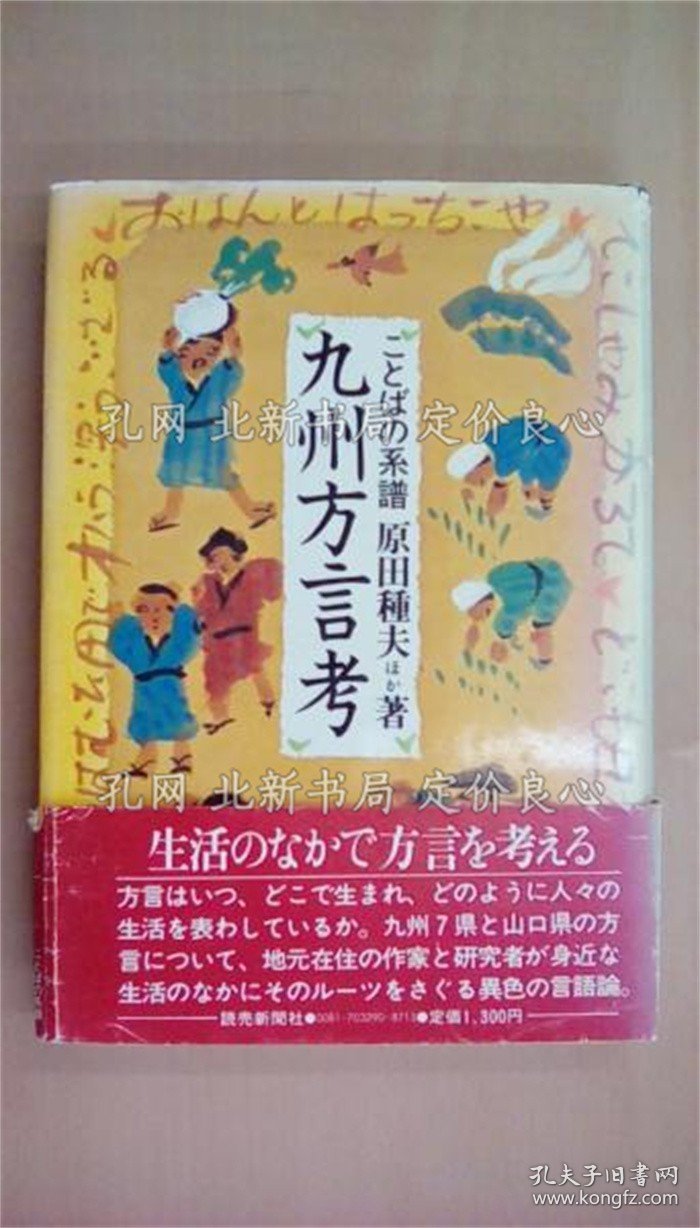 おはんとはっちこや
ことばの系譜 原田種夫ほか著
九州方言考
孔网 北新书局 定价良心
孔网 北新书局 定价良心
生活のなかで方言を考える
方言はいつ、どこで生まれ、どのように人々の
生活を表わしているか。九州7県と山口県の方
言について、地元在住の作家と研究者が身近な
生活のなかにそのルーツをさぐる異色の言語論。
読売新聞社●0081-703290-8715●定価1,300円
孔夫子旧书网
www.kongfz.com